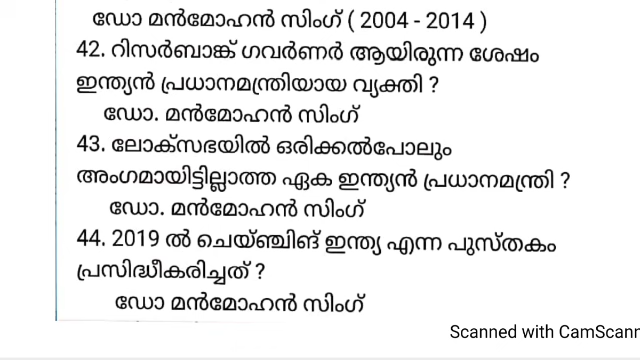 ഡോ മൻമോഹൻ സിംഗ് ( 2004 - 2014 )
42. റിസർബാങ്ക് ഗവർണർ ആയിരുന്ന ശേഷം
ഇന്ത്യൻ പ്രധാനമന്ത്രിയായ വ്യക്തി ?
ഡോ. മൻമോഹൻ സിംഗ്
43. ലോക്സഭയിൽ ഒരിക്കൽപോലും
അംഗമായിട്ടില്ലാത്ത ഏക ഇന്ത്യൻ പ്രധാനമന്ത്രി ?
ഡോ. മൻമോഹൻ സിംഗ്
44. 2019 ൽ ചെയ്ഞ്ചിങ് ഇന്ത്യ എന്ന പുസ്തകം
പ്രസിദ്ധീകരിച്ചത് ?
ഡോ മൻമോഹൻ സിംഗ്
Scanned with CamScann